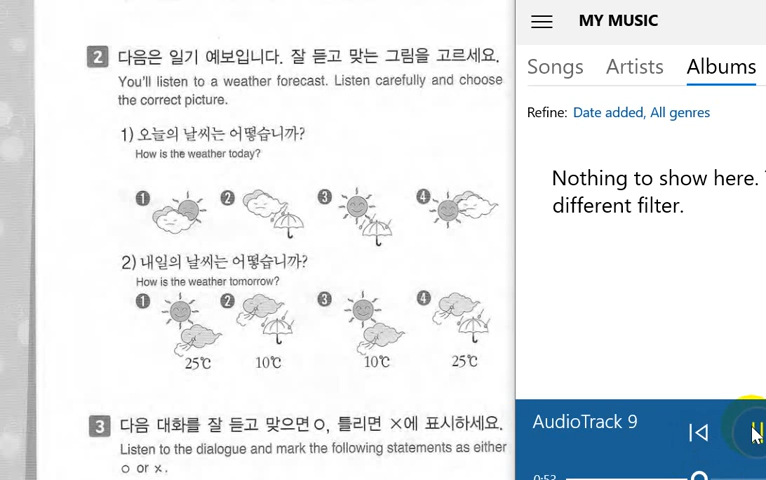 2 다음은 일기 예보입니다. 잘 듣고 맞는 그림을 고르세요.
You'll listen to a weather forecast. Listen carefully and choose
the correct picture.
1) 오늘의 날씨는 어떻습니까?
How is the weather today?
1 2 3 4
2) 내일의 날씨는 어떻습니까?
How is the weather tomorrow?
1 2 3 4
25℃ 10℃ 10℃ 25℃
3 다음 대화를 잘 듣고 맞으면 O, 틀리면 ×에 표시하세요.
Listen to the dialogue and mark the following statements as either
o or x.
MY MUSIC
Songs Artists Albums
Refine: Date added, All genres
Nothing to show here.
different filter.
AudioTrack 9
0:53